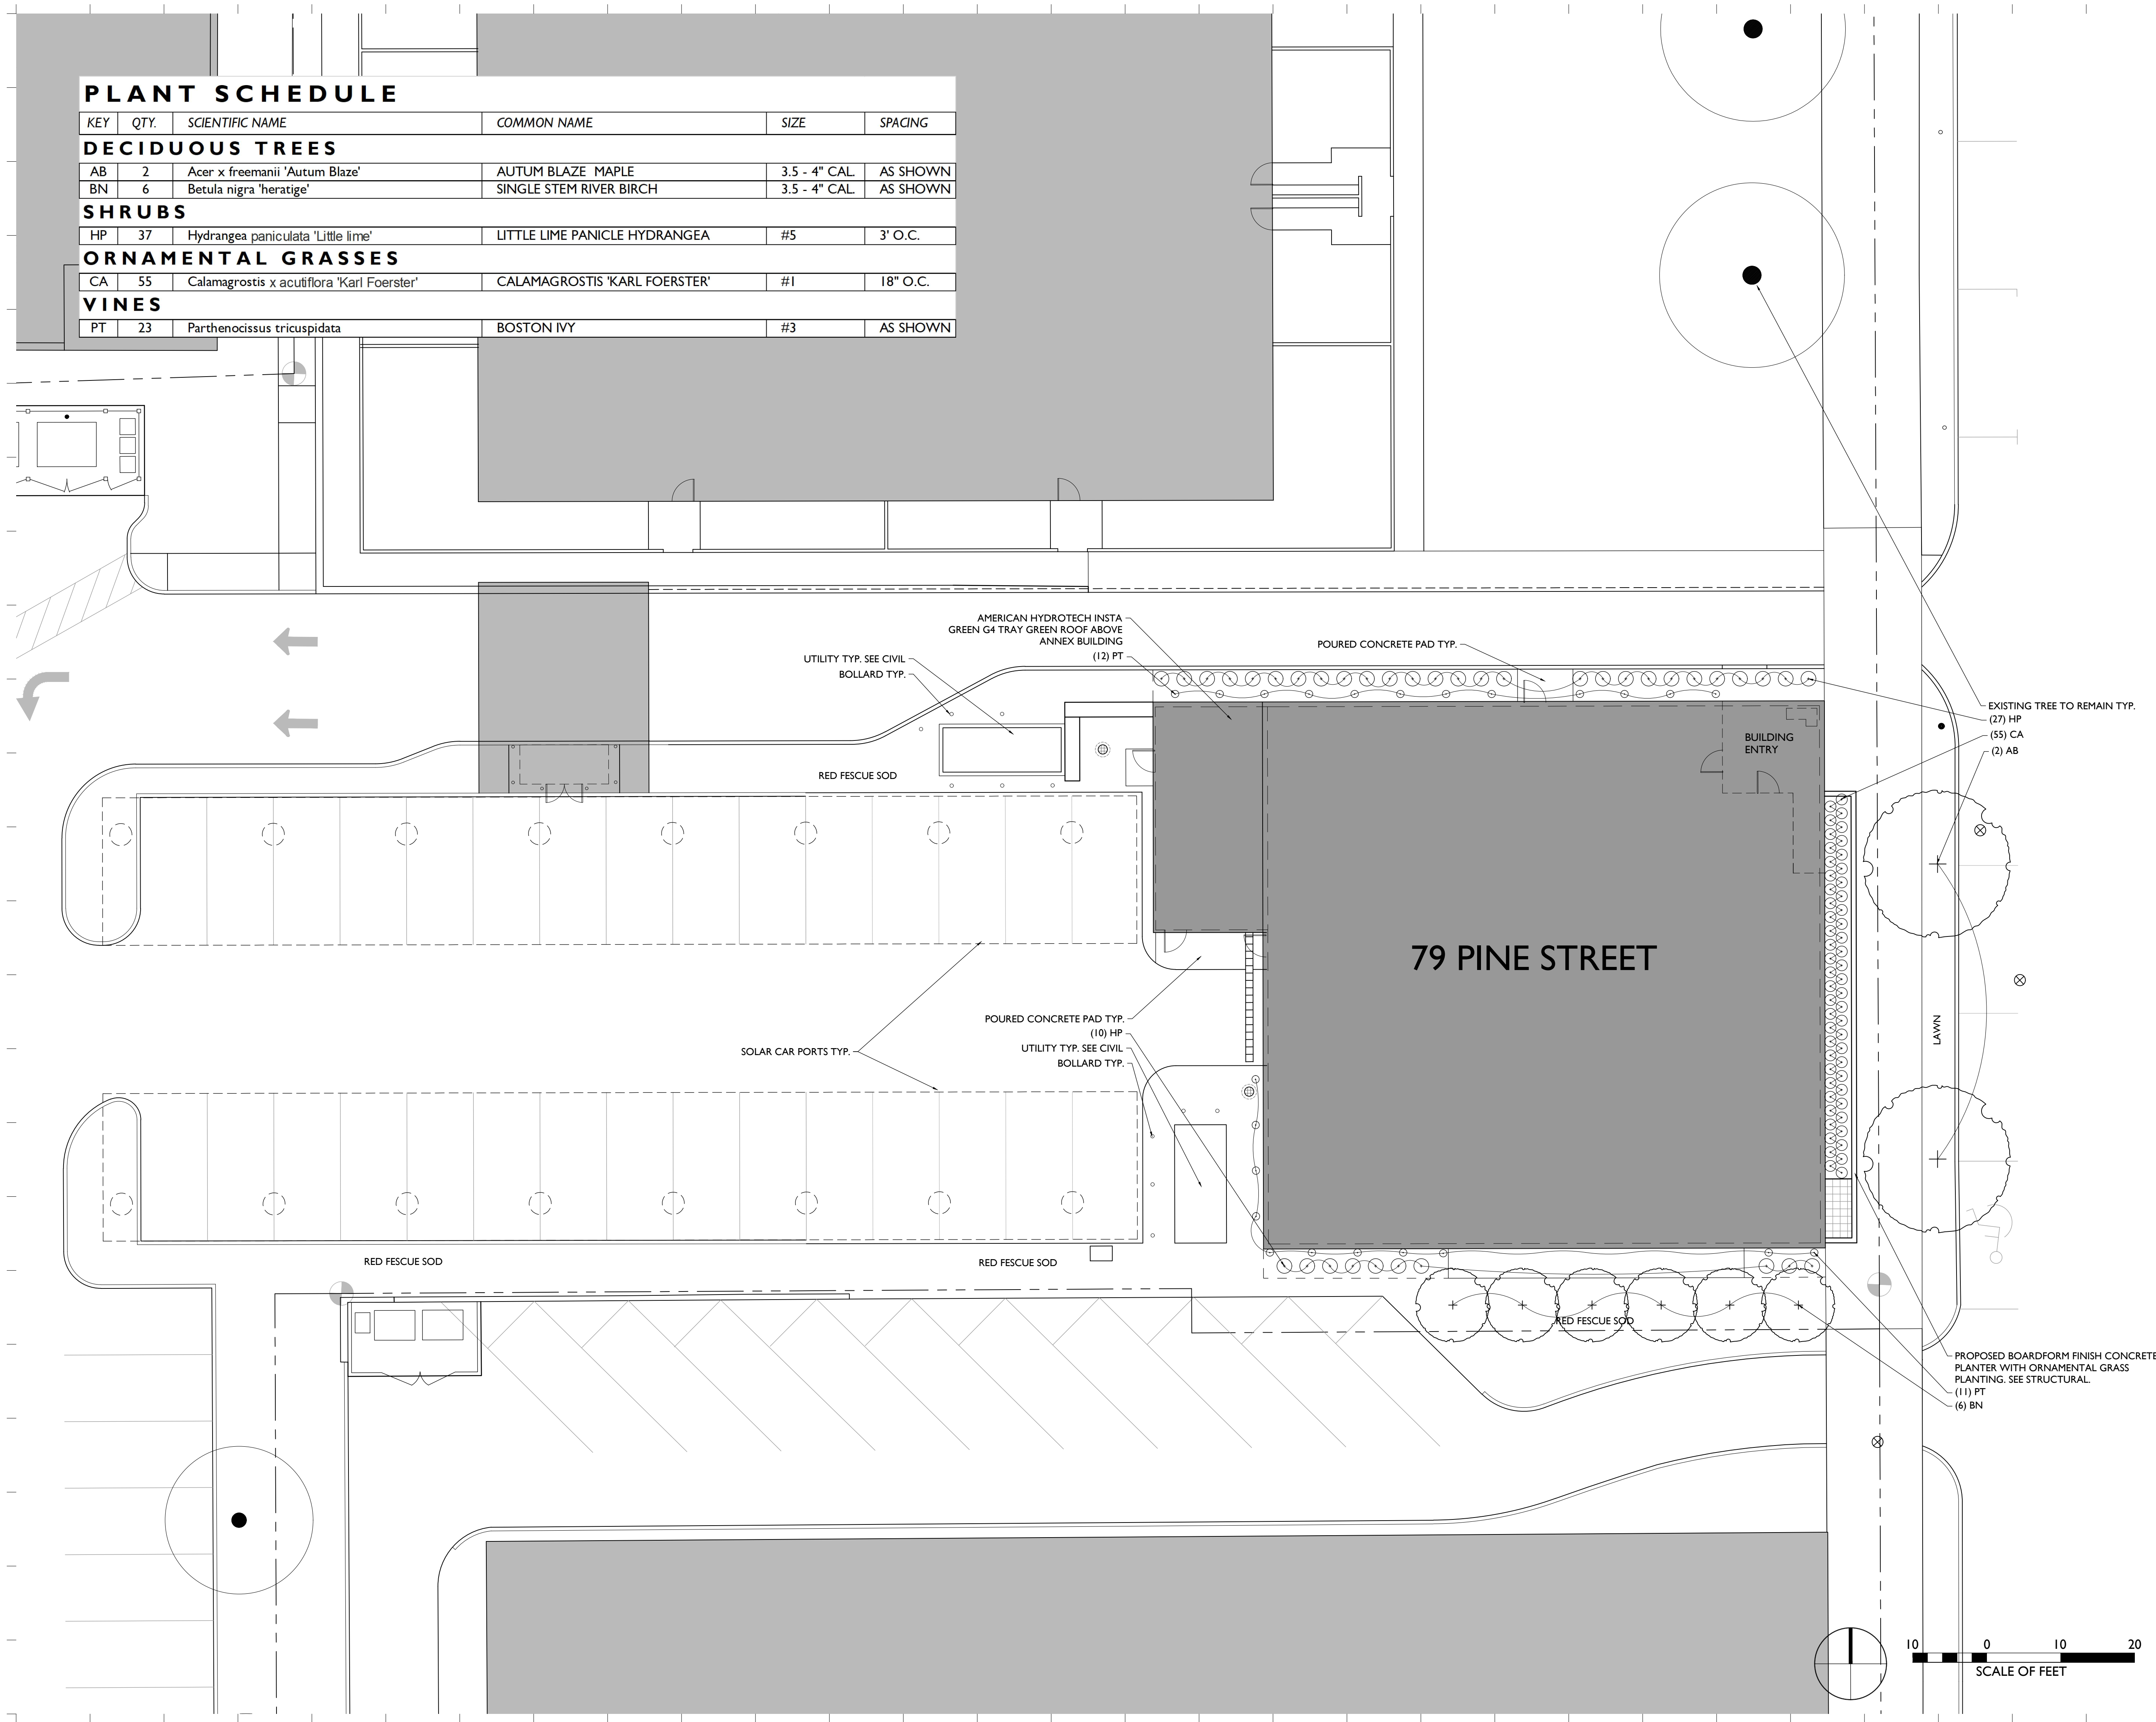 PLANT SCHEDULE
KEY QTY. SCIENTIFIC NAME COMMON NAME SIZE SPACING
DECIDUOUS TREES
AB 2 Acer x freemanii 'Autum Blaze' AUTUM BLAZE MAPLE 3.5 - 4" CAL. AS SHOWN
BN 6 Betula nigra 'heratige' SINGLE STEM RIVER BIRCH 3.5 - 4" CAL. AS SHOWN
SHRUBS
HP 37 Hydrangea paniculata 'Little lime' LITTLE LIME PANICLE HYDRANGEA #5 3' O.C.
ORNAMENTAL GRASSES
CA 55 Calamagrostis x acutiflora 'Karl Foerster' CALAMAGROSTIS 'KARL FOERSTER' #1 18" O.C.
VINES
PT 23 Parthenocissus tricuspidata BOSTON IVY #3 AS SHOWN
AMERICAN HYDROTECH INSTA
GREEN G4 TRAY GREEN ROOF ABOVE
ANNEX BUILDING
(12) PT
UTILITY TYP. SEE CIVIL
BOLLARD TYP.
POURED CONCRETE PAD TYP.
EXISTING TREE TO REMAIN TYP.
(27) HP
(55) CA
(2) AB
BUILDING
ENTRY
RED FESCUE SOD
79 PINE STREET
POURED CONCRETE PAD TYP.
(10) HP
UTILITY TYP. SEE CIVIL
BOLLARD TYP.
SOLAR CAR PORTS TYP.
LAWN
RED FESCUE SOD
RED FESCUE SOD
RED FESCUE SOD
PROPOSED BOARDFORM FINISH CONCRETE
PLANTER WITH ORNAMENTAL GRASS
PLANTING. SEE STRUCTURAL.
(11) PT
(6) BN
10 0 10 20
SCALE OF FEET